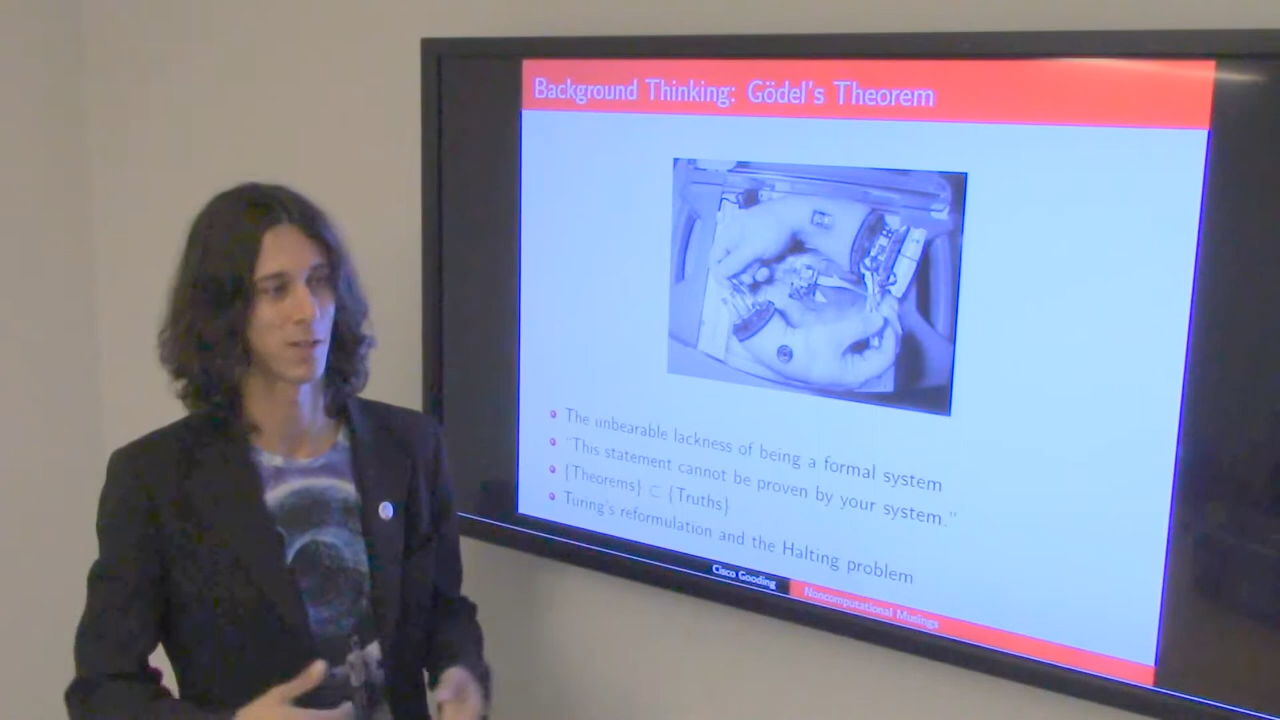 Background Thinking: Gödel's Theorem
The unbearable lackness of being a formal system
"This statement cannot be proven by your system."
{Theorems} ⊂ {Truths}
Turing's reformulation and the Halting problem
Cisco Gooding
Noncomputational Musings